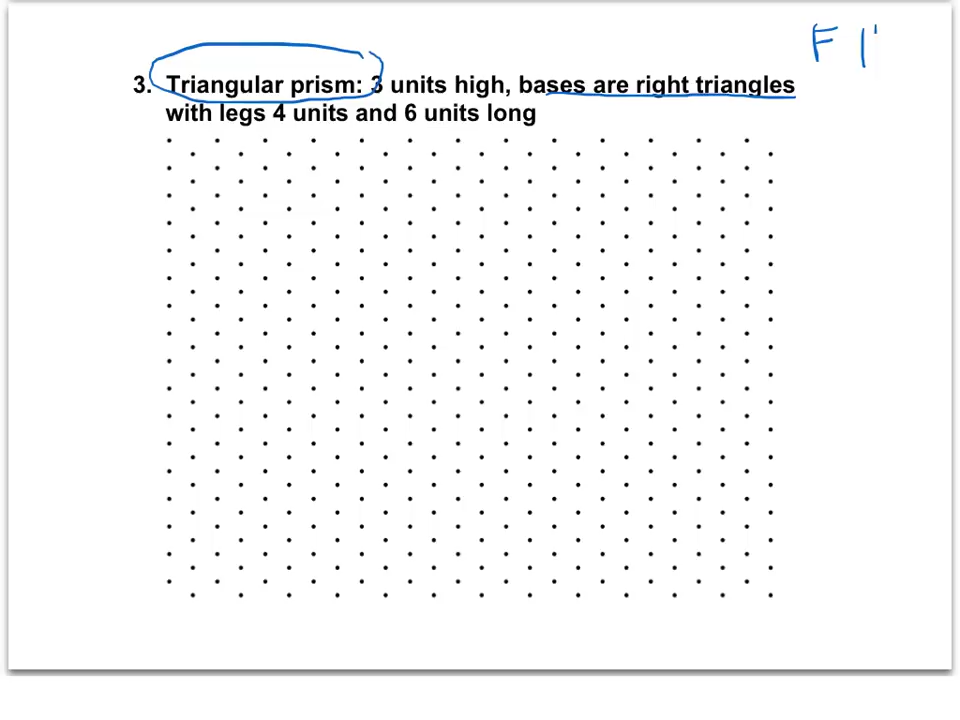 F
3. Triangular prism: 3 units high, bases are right triangles
with legs 4 units and 6 units long